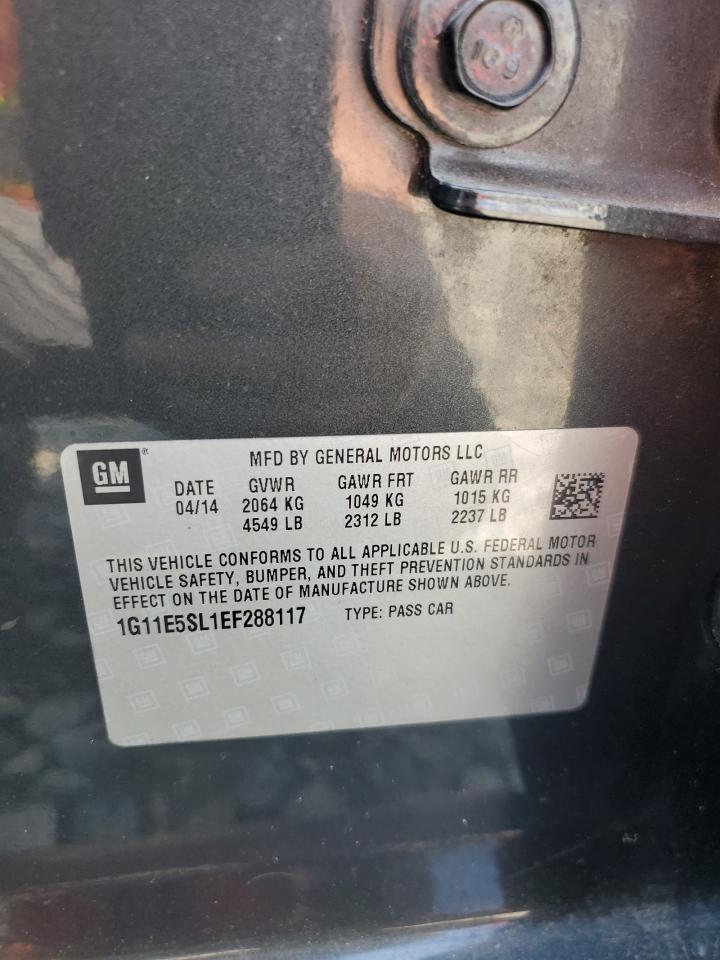 109
GM ®
MFD BY GENERAL MOTORS LLC
DATE GVWR GAWR FRT GAWR RR
04/14 2064 KG 1049 KG 1015 KG
4549 LB 2312 LB 2237 LB
THIS VEHICLE CONFORMS TO ALL APPLICABLE U.S. FEDERAL MOTOR
VEHICLE SAFETY, BUMPER, AND THEFT PREVENTION STANDARDS IN
EFFECT ON THE DATE OF MANUFACTURE SHOWN ABOVE.
1G11E5SL1EF288117 TYPE: PASS CAR